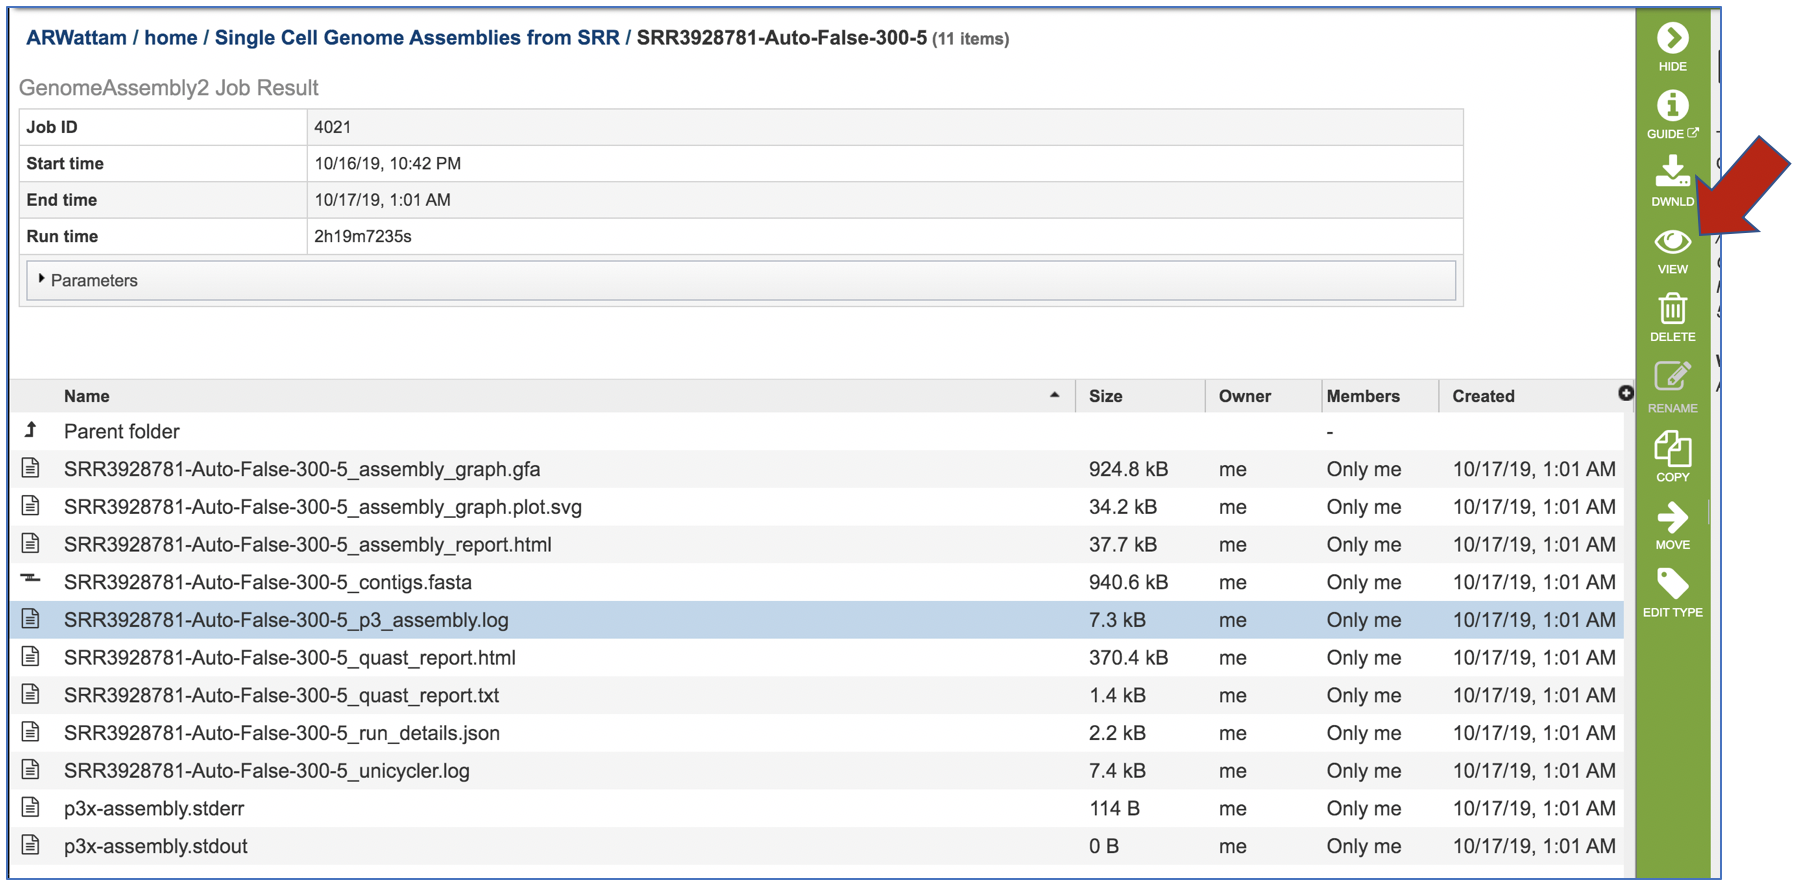 ARWattam / home / Single Cell Genome Assemblies from SRR / SRR3928781-Auto-False-300-5 (11 items)
GenomeAssembly2 Job Result
Job ID 4021
Start time 10/16/19, 10:42 PM
End time 10/17/19, 1:01 AM
Run time 2h19m7235s
Parameters
Name Size Owner Members Created
Parent folder -
SRR3928781-Auto-False-300-5_assembly_graph.gfa 924.8 kB me Only me 10/17/19, 1:01 AM
SRR3928781-Auto-False-300-5_assembly_graph.plot.svg 34.2 kB me Only me 10/17/19, 1:01 AM
SRR3928781-Auto-False-300-5_assembly_report.html 37.7 kB me Only me 10/17/19, 1:01 AM
SRR3928781-Auto-False-300-5_contigs.fasta 940.6 kB me Only me 10/17/19, 1:01 AM
SRR3928781-Auto-False-300-5_p3_assembly.log 7.3 kB me Only me 10/17/19, 1:01 AM
SRR3928781-Auto-False-300-5_quast_report.html 370.4 kB me Only me 10/17/19, 1:01 AM
SRR3928781-Auto-False-300-5_quast_report.txt 1.4 kB me Only me 10/17/19, 1:01 AM
SRR3928781-Auto-False-300-5_run_details.json 2.2 kB me Only me 10/17/19, 1:01 AM
SRR3928781-Auto-False-300-5_unicycler.log 7.4 kB me Only me 10/17/19, 1:01 AM
p3x-assembly.stderr 114 B me Only me 10/17/19, 1:01 AM
p3x-assembly.stdout 0 B me Only me 10/17/19, 1:01 AM
HIDE
GUIDE
DWNLD
VIEW
DELETE
RENAME
COPY
MOVE
EDIT TYPE